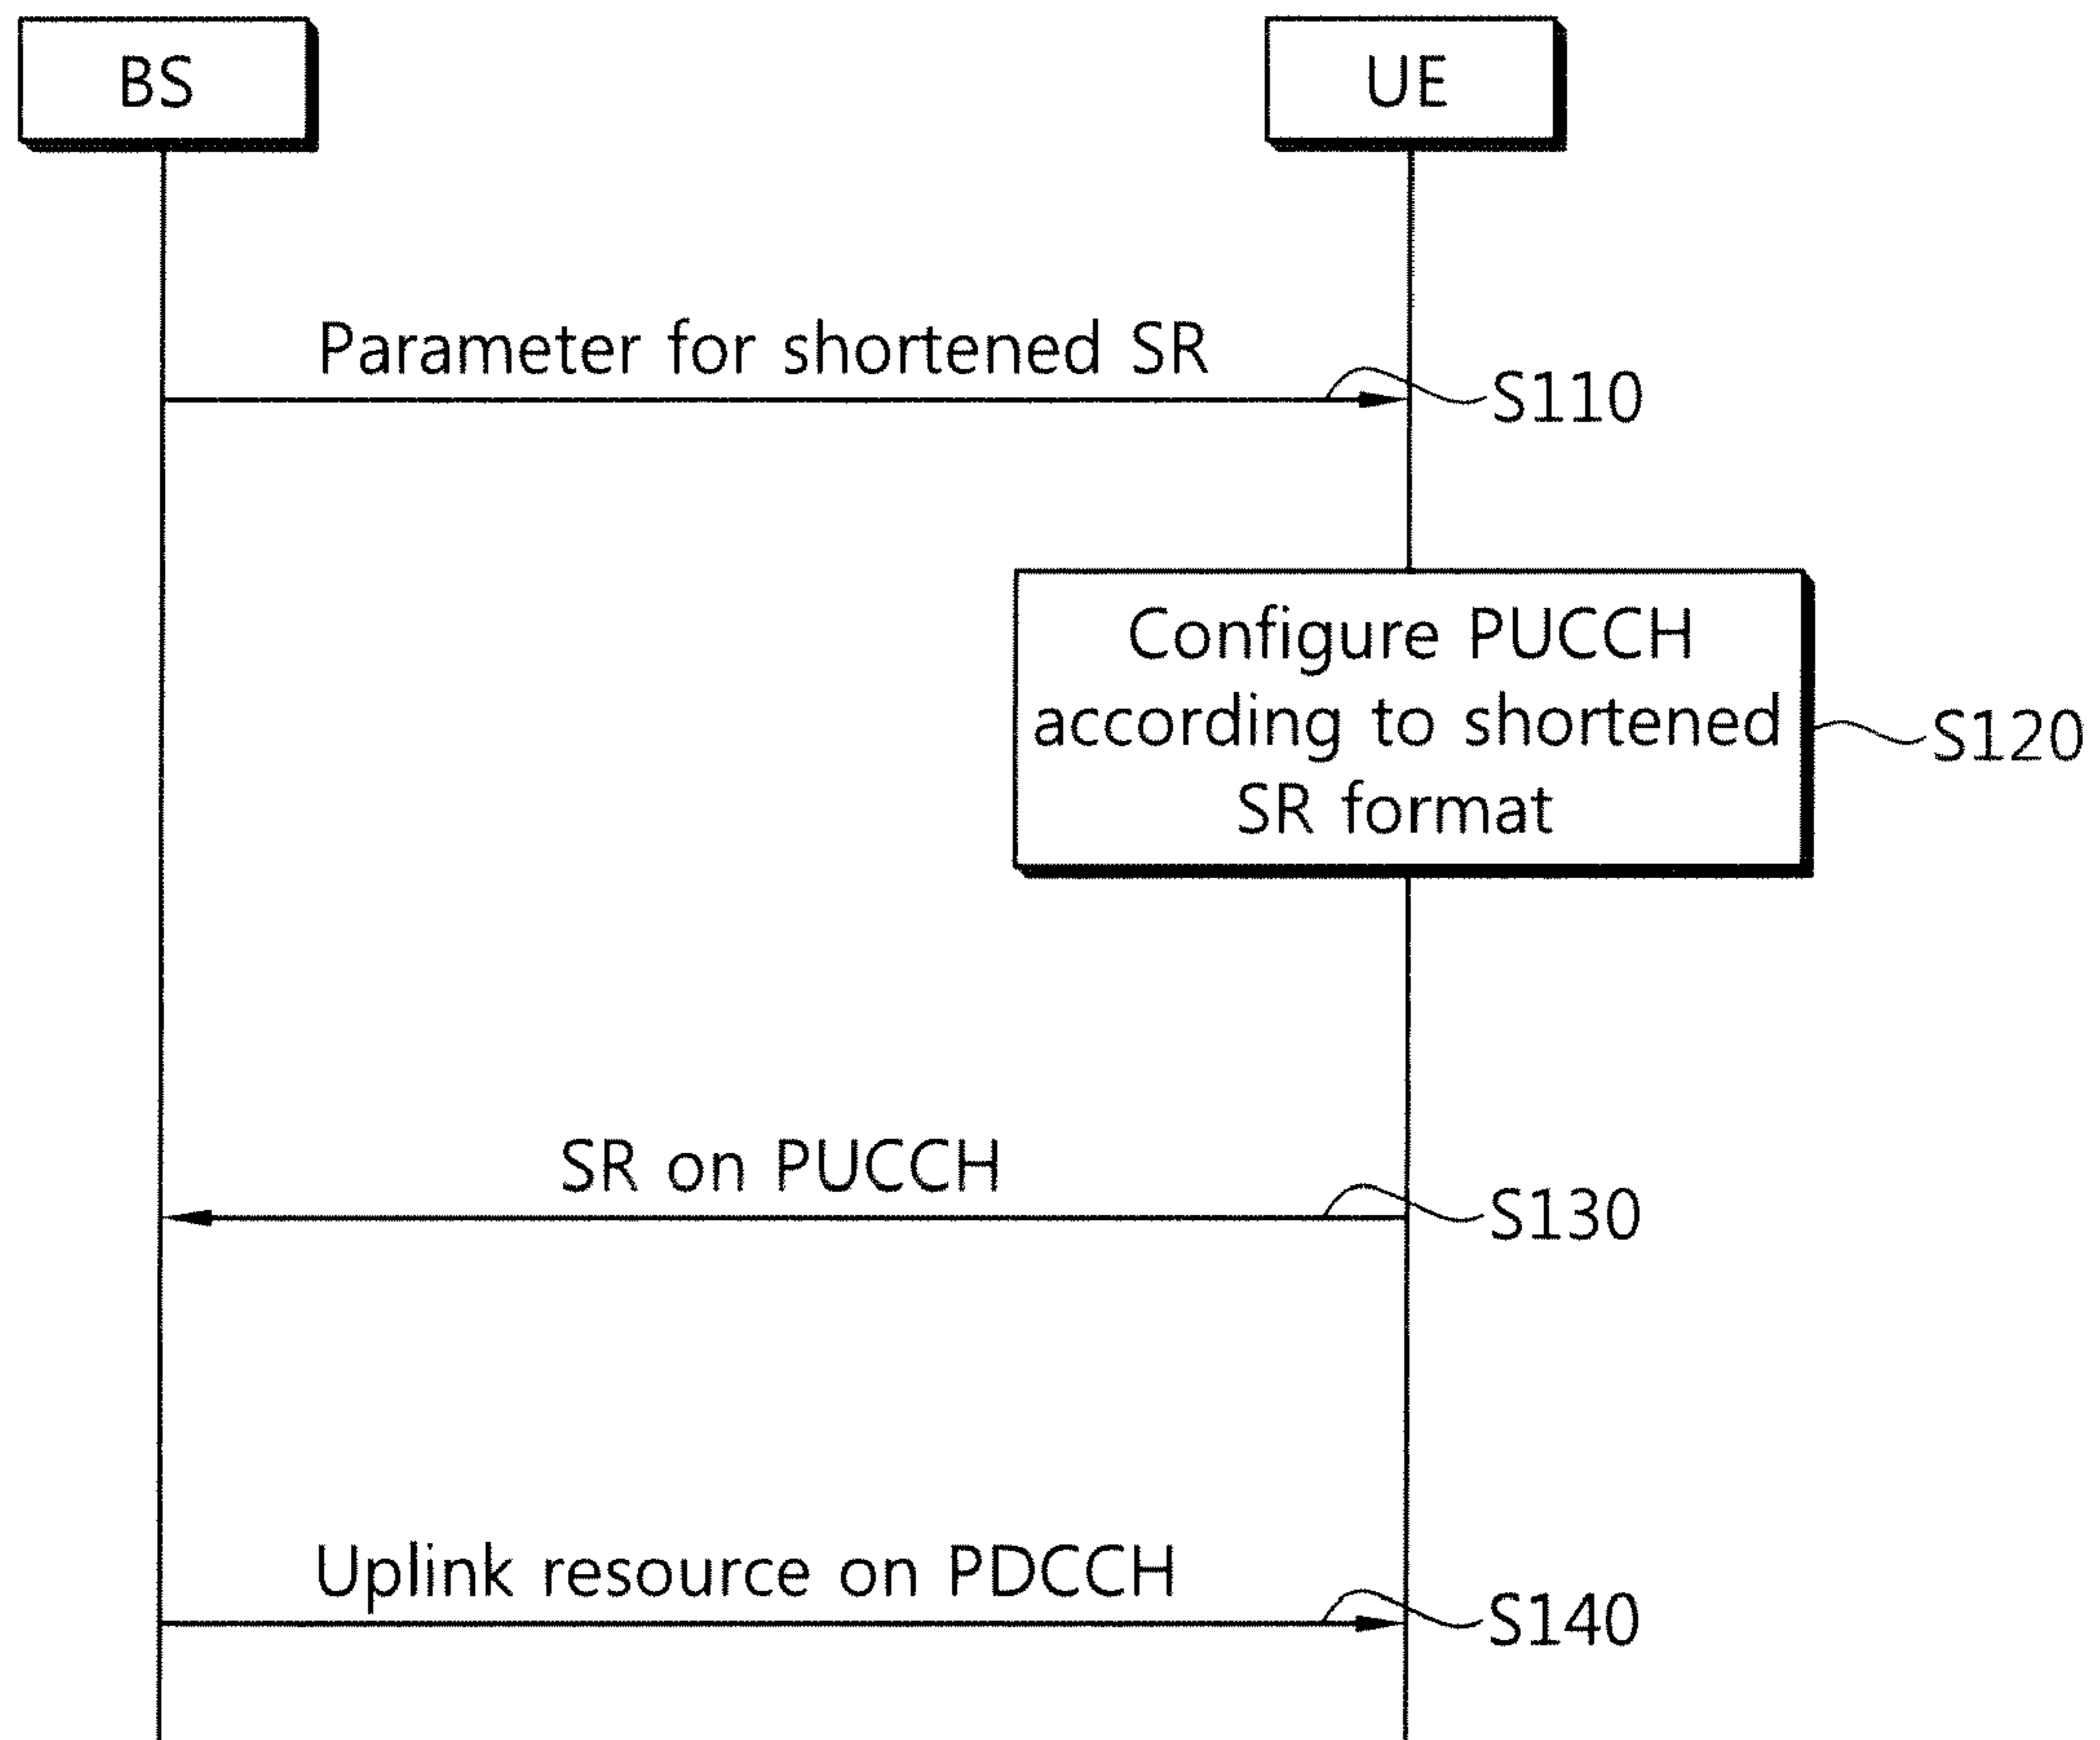 BS
UE
Parameter for shortened SR
S110
Configure PUCCH
according to shortened
SR format
S120
SR on PUCCH
S130
Uplink resource on PDCCH
S140